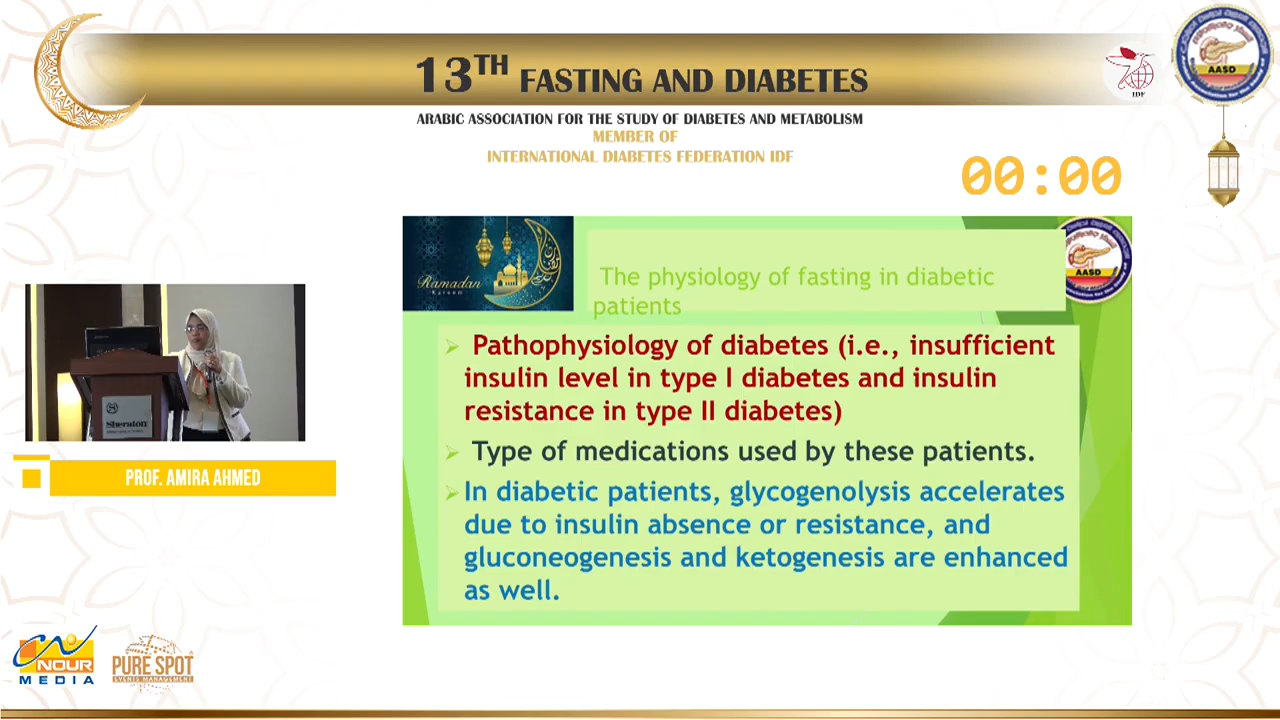 13TH FASTING AND DIABETES
ARABIC ASSOCIATION FOR THE STUDY OF DIABETES AND METABOLISM
MEMBER OF
INTERNATIONAL DIABETES FEDERATION IDF
IDF
AASD
00:00
Ramadan
Kareem
AASD
The physiology of fasting in diabetic
patients
Pathophysiology of diabetes (i.e., insufficient
insulin level in type I diabetes and insulin
resistance in type II diabetes)
Type of medications used by these patients.
In diabetic patients, glycogenolysis accelerates
due to insulin absence or resistance, and
gluconeogenesis and ketogenesis are enhanced
as well.
Sheraton
PROF. AMIRA AHMED
NOUR
MEDIA
PURE SPOT
EVENTS MANAGEMENT